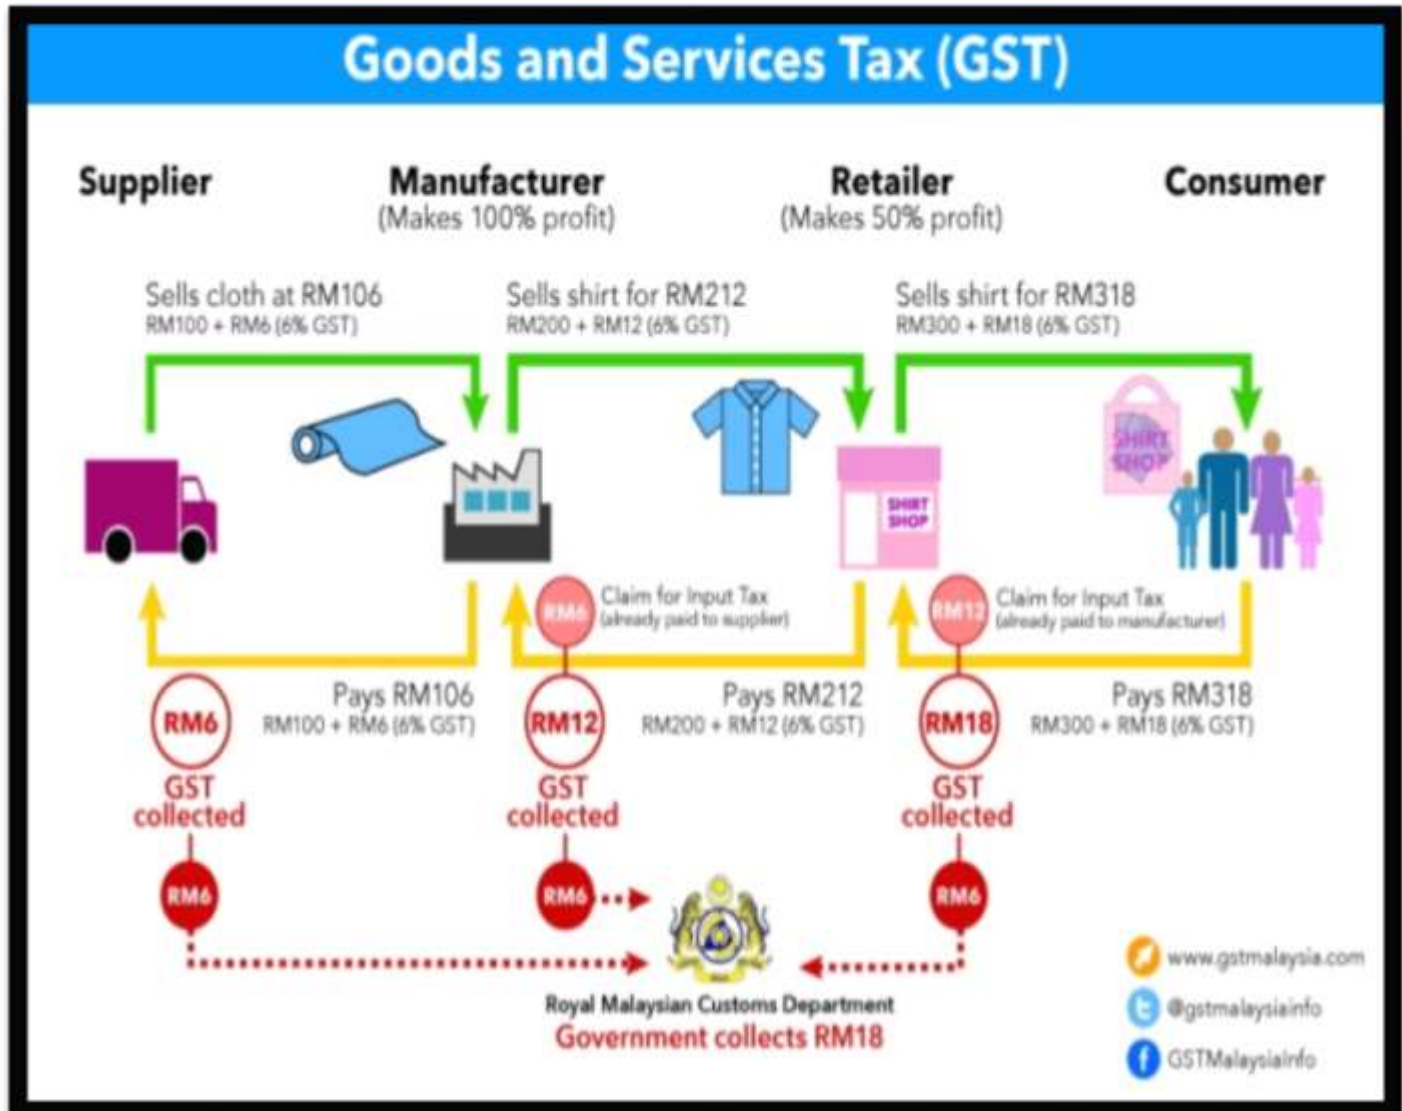 Goods and Services Tax (GST)
Supplier
Manufacturer
(Makes 100% profit)
Retailer
(Makes 50% profit)
Consumer
Sells cloth at RM106
RM100 + RM6 (6% GST)
Sells shirt for RM212
RM200 + RM12 (6% GST)
Sells shirt for RM318
RM300 + RM18 (6% GST)
SHIRT
SHOP
SHIRT
SHOP
RM6
Claim for Input Tax
(already paid to supplier)
RM12
Claim for Input Tax
(already paid to manufacturer)
RM6
Pays RM106
RM100 + RM6 (6% GST)
RM12
Pays RM212
RM200 + RM12 (6% GST)
RM18
Pays RM318
RM300 + RM18 (6% GST)
GST
collected
GST
collected
GST
collected
RM6
RM6
RM6
Royal Malaysian Customs Department
Government collects RM18
www.gstmalaysia.com
@gstmalaysiainfo
GSTMalaysiaInfo